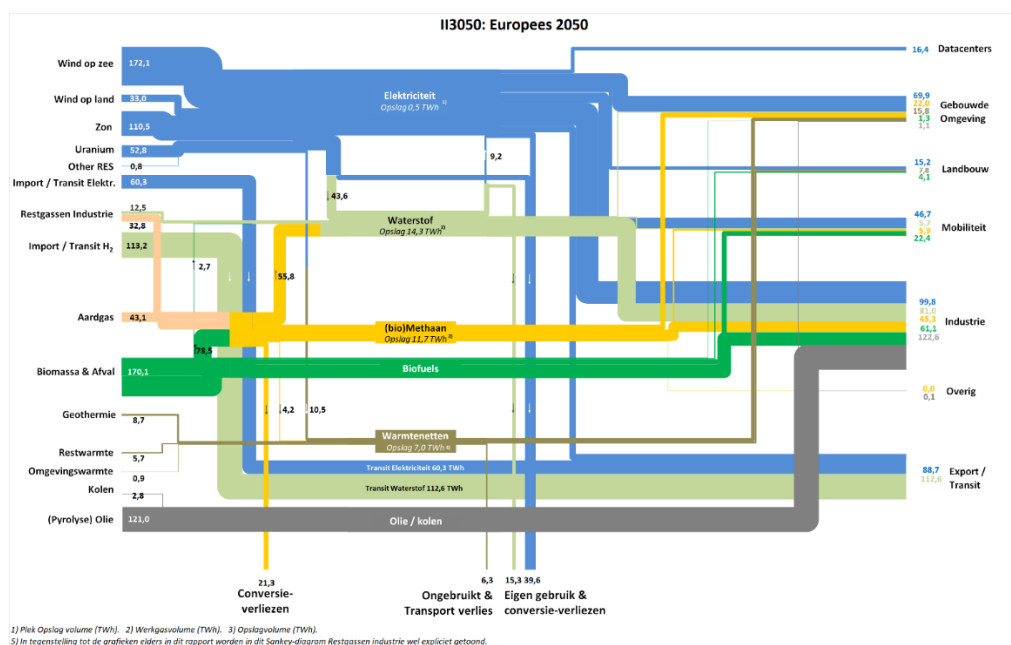 II3050: Europees 2050
Wind op zee
172,1
Wind op land
33,0
Zon
110,5
Uranium
52,8
Other RES
0,8
Import / Transit Elektr.
60,3
Restgassen Industrie
12,5
32,8
Import / Transit H₂
113,2
Aardgas
43,1
Biomassa & Afval
170,1
Geothermie
8,7
Restwarmte
5,7
Omgevingswarmte
0,9
Kolen
2,8
(Pyrolyse) Olie
121,0
Elektriciteit
Opslag 0,5 TWh 1)
9,2
43,6
Waterstof
Opslag 14,3 TWh 2)
2,7
55,8
(bio)Methaan
Opslag 11,7 TWh 2)
78,5
Biofuels
4,2
10,5
Warmtenetten
Opslag 7,0 TWh 3)
Transit Elektriciteit 60,3 TWh
Transit Waterstof 112,6 TWh
Olie / kolen
16,4
Datacenters
69,9
22,0
15,8
1,3
1,1
Gebouwde
Omgeving
15,2
7,8
4,1
Landbouw
46,7
5,7
5,9
22,4
Mobiliteit
99,8
81,0
45,3
61,1
122,6
Industrie
0,0
0,1
Overig
88,7
112,6
Export /
Transit
21,3
Conversie-
verliezen
6,3
Ongebruikt &
Transport verlies
15,3
39,6
Eigen gebruik &
conversie-verliezen
1) Piek Opslag volume (TWh). 2) Werkgasvolume (TWh). 3) Opslagvolume (TWh).
5) In tegenstelling tot de grafieken elders in dit rapport worden in dit Sankey-diagram Restgassen industrie wel expliciet getoond.